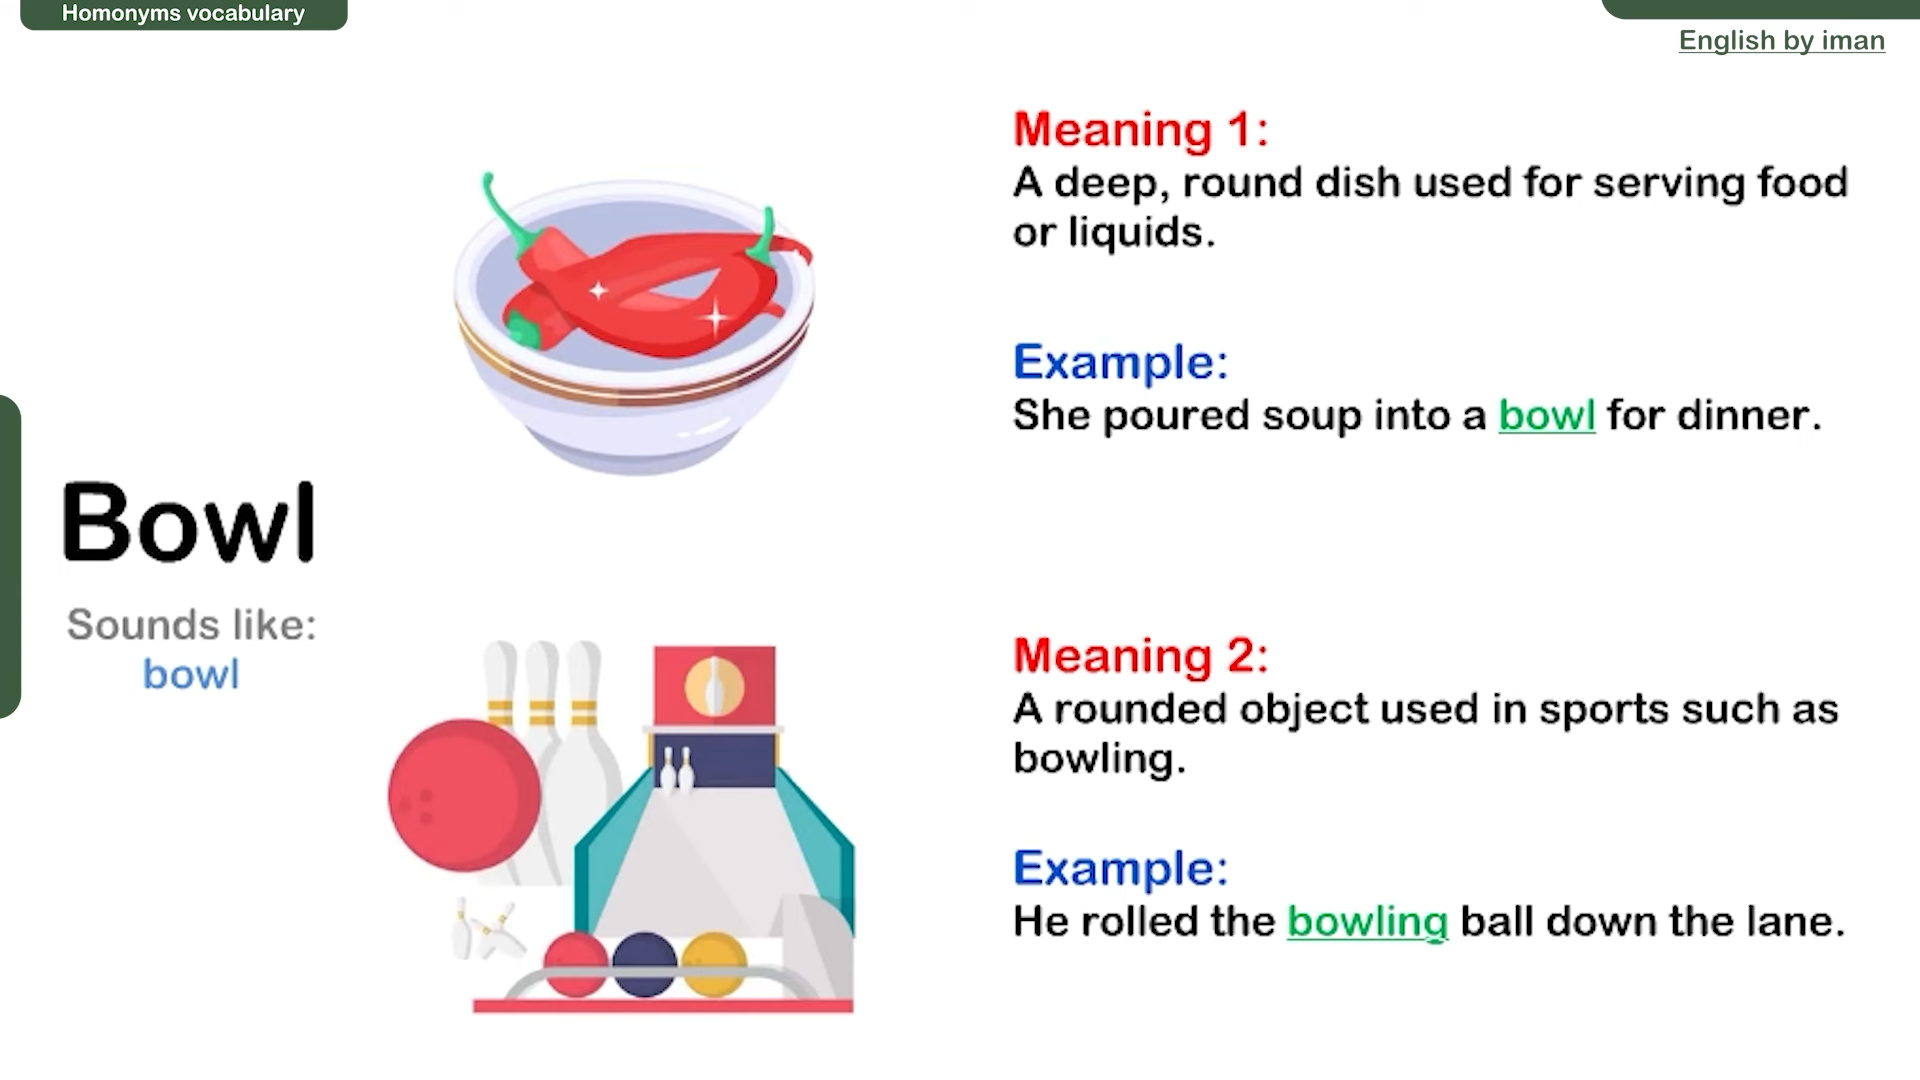 Homonyms vocabulary
English by iman
Bowl
Sounds like:
bowl
Meaning 1:
A deep, round dish used for serving food
or liquids.
Example:
She poured soup into a bowl for dinner.
Meaning 2:
A rounded object used in sports such as
bowling.
Example:
He rolled the bowling ball down the lane.